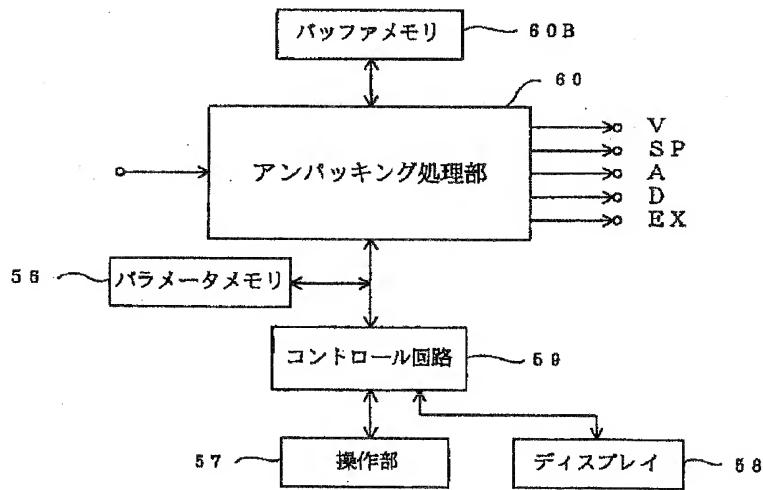 バッファメモリ
６０Ｂ
６０
アンパッキング処理部
Ｖ
ＳＰ
Ａ
Ｄ
ＥＸ
５６
パラメータメモリ
コントロール回路
５９
５７
操作部
ディスプレイ
５８